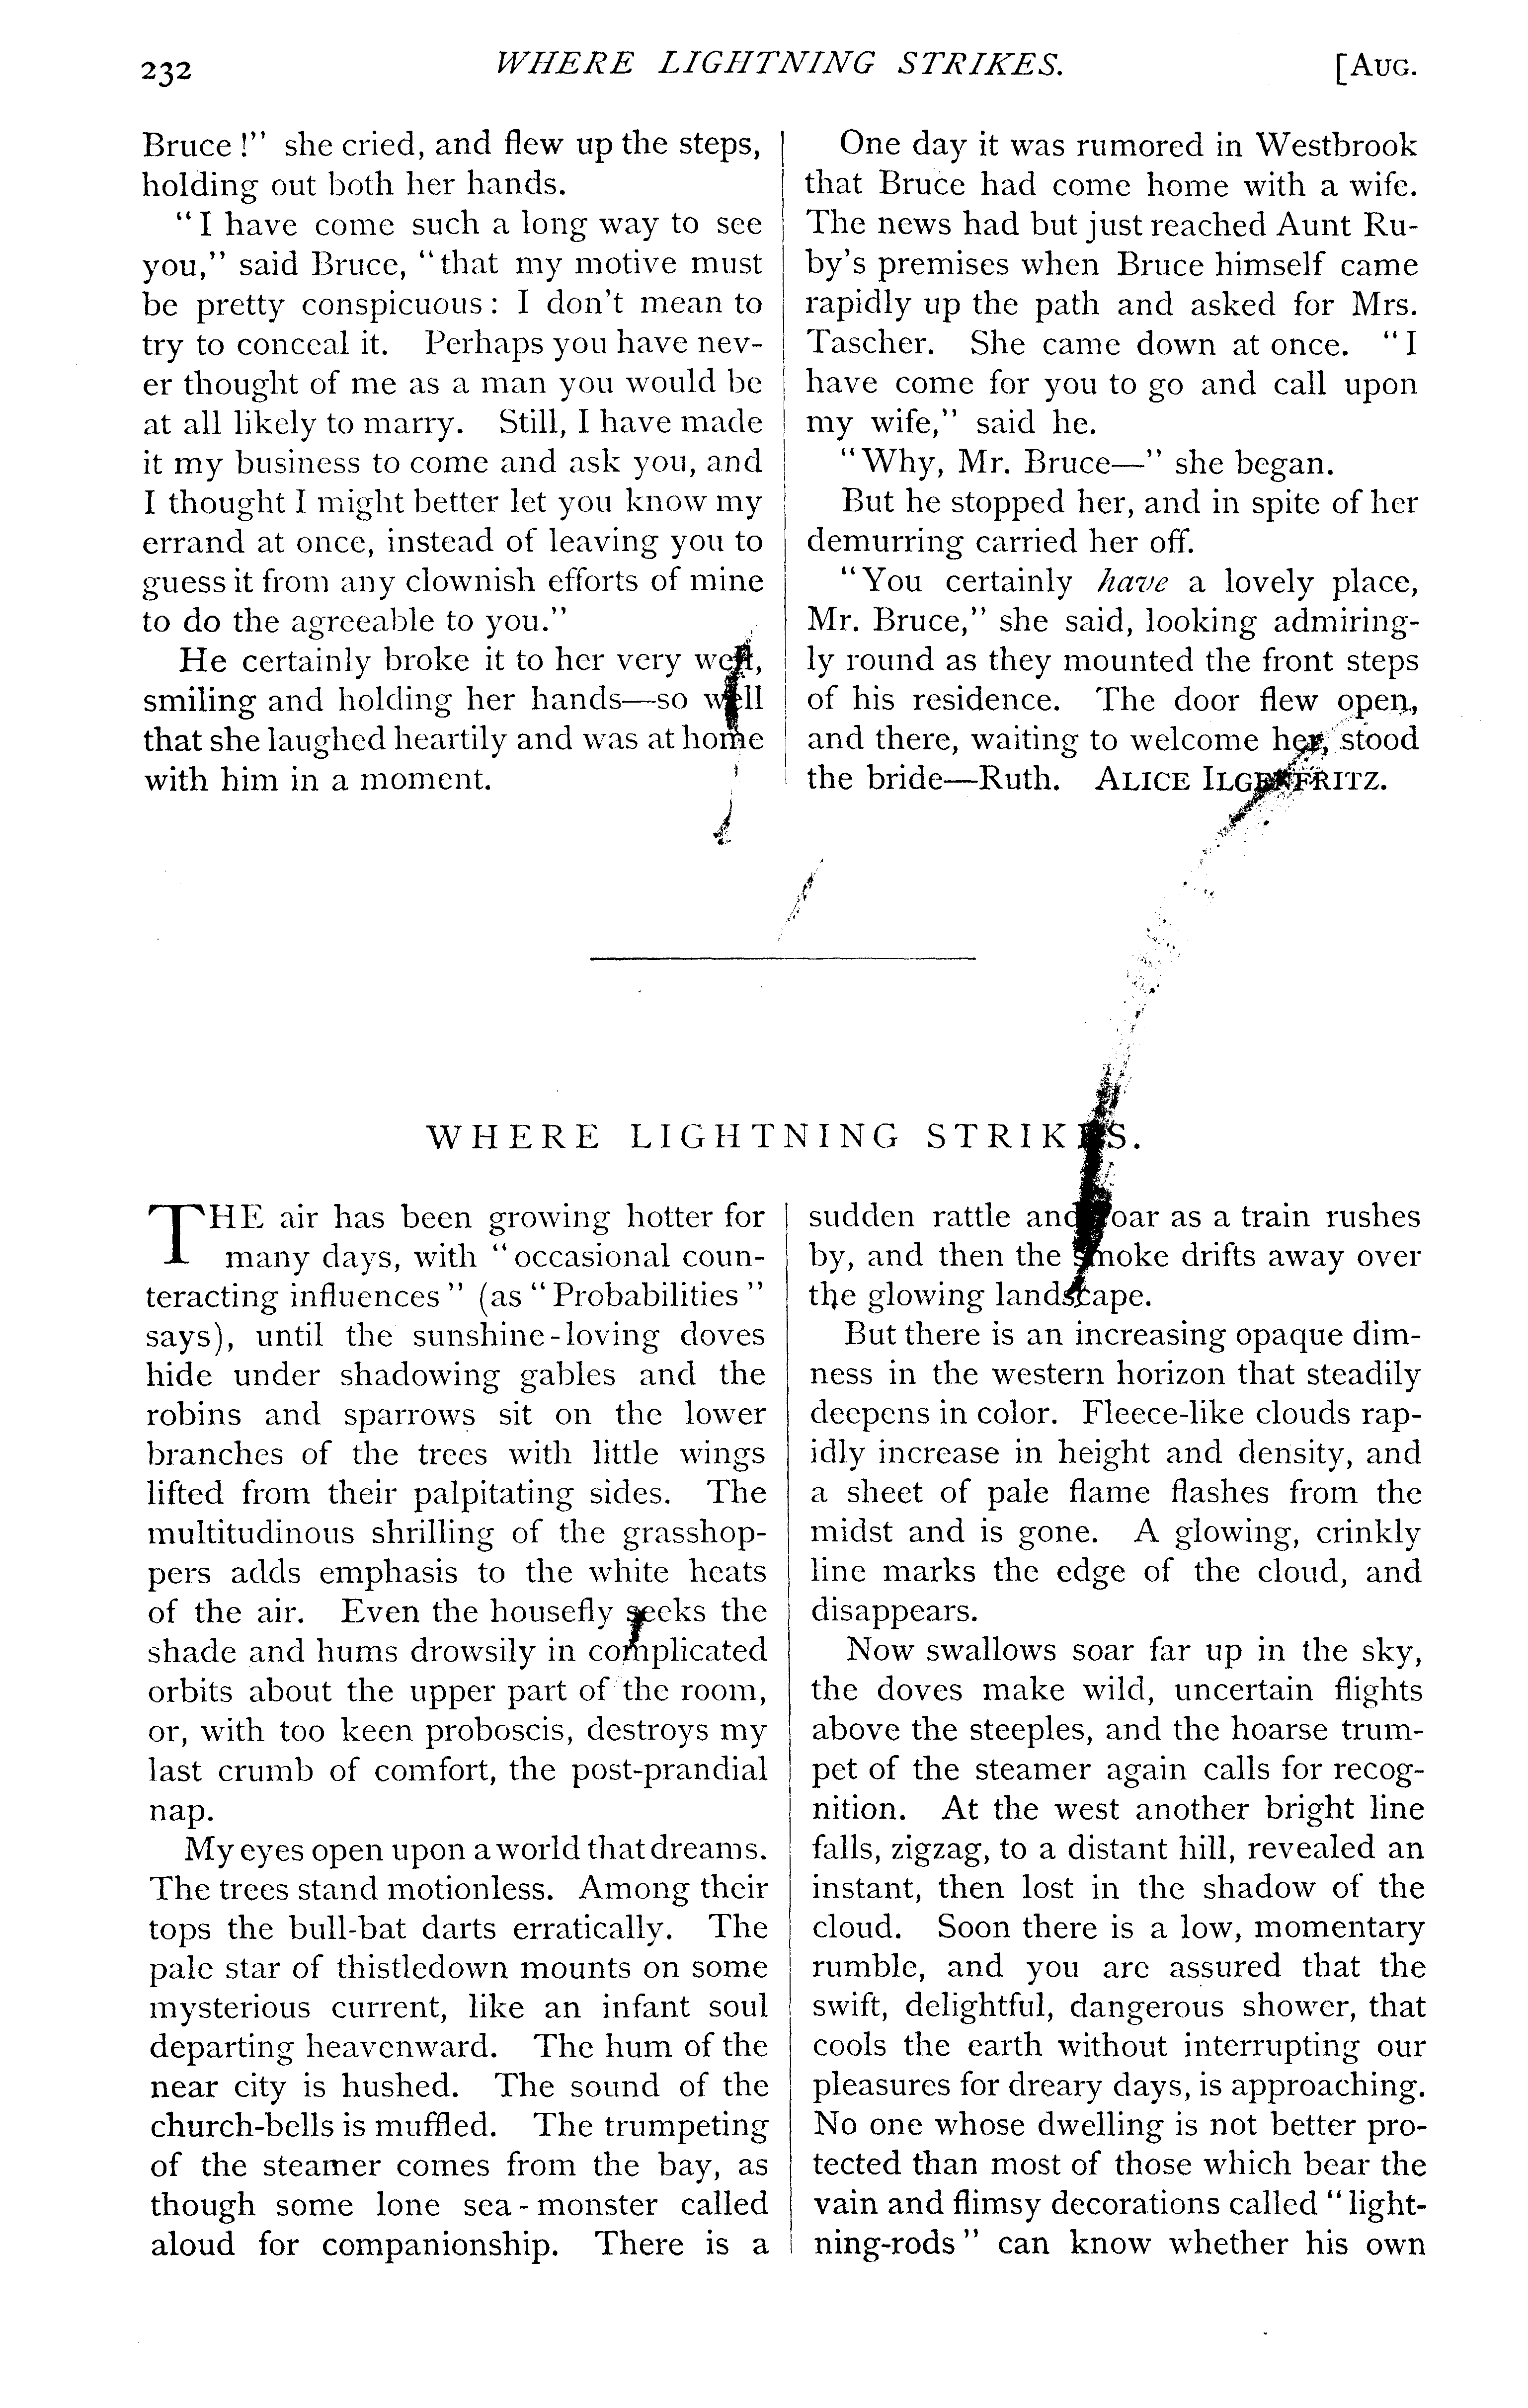 232
WHERE LIGHTNING STRIKES.
[AUG.
Bruce!" she cried, and flew up the steps,
holding out both her hands.
"I have come such a long way to see
you," said Bruce, "that my motive must
be pretty conspicuous: I don't mean to
try to conceal it. Perhaps you have nev-
er thought of me as a man you would be
at all likely to marry. Still, I have made
it my business to come and ask you, and
I thought I might better let you know my
errand at once, instead of leaving you to
guess it from any clownish efforts of mine
to do the agreeable to you."
He certainly broke it to her very well,
smiling and holding her hands—so well
that she laughed heartily and was at home
with him in a moment.
One day it was rumored in Westbrook
that Bruce had come home with a wife.
The news had but just reached Aunt Ru-
by's premises when Bruce himself came
rapidly up the path and asked for Mrs.
Tascher. She came down at once. "I
have come for you to go and call upon
my wife," said he.
"Why, Mr. Bruce—" she began.
But he stopped her, and in spite of her
demurring carried her off.
"You certainly have a lovely place,
Mr. Bruce," she said, looking admiring-
ly round as they mounted the front steps
of his residence. The door flew open,
and there, waiting to welcome her, stood
the bride—Ruth. ALICE ILGENFRITZ.
WHERE LIGHTNING STRIKES.
THE air has been growing hotter for
many days, with "occasional coun-
teracting influences" (as "Probabilities"
says), until the sunshine-loving doves
hide under shadowing gables and the
robins and sparrows sit on the lower
branches of the trees with little wings
lifted from their palpitating sides. The
multitudinous shrilling of the grasshop-
pers adds emphasis to the white heats
of the air. Even the housefly seeks the
shade and hums drowsily in complicated
orbits about the upper part of the room,
or, with too keen proboscis, destroys my
last crumb of comfort, the post-prandial
nap.
My eyes open upon a world that dreams.
The trees stand motionless. Among their
tops the bull-bat darts erratically. The
pale star of thistledown mounts on some
mysterious current, like an infant soul
departing heavenward. The hum of the
near city is hushed. The sound of the
church-bells is muffled. The trumpeting
of the steamer comes from the bay, as
though some lone sea-monster called
aloud for companionship. There is a
sudden rattle and roar as a train rushes
by, and then the smoke drifts away over
the glowing landscape.
But there is an increasing opaque dim-
ness in the western horizon that steadily
deepens in color. Fleece-like clouds rap-
idly increase in height and density, and
a sheet of pale flame flashes from the
midst and is gone. A glowing, crinkly
line marks the edge of the cloud, and
disappears.
Now swallows soar far up in the sky,
the doves make wild, uncertain flights
above the steeples, and the hoarse trum-
pet of the steamer again calls for recog-
nition. At the west another bright line
falls, zigzag, to a distant hill, revealed an
instant, then lost in the shadow of the
cloud. Soon there is a low, momentary
rumble, and you are assured that the
swift, delightful, dangerous shower, that
cools the earth without interrupting our
pleasures for dreary days, is approaching.
No one whose dwelling is not better pro-
tected than most of those which bear the
vain and flimsy decorations called "light-
ning-rods" can know whether his own